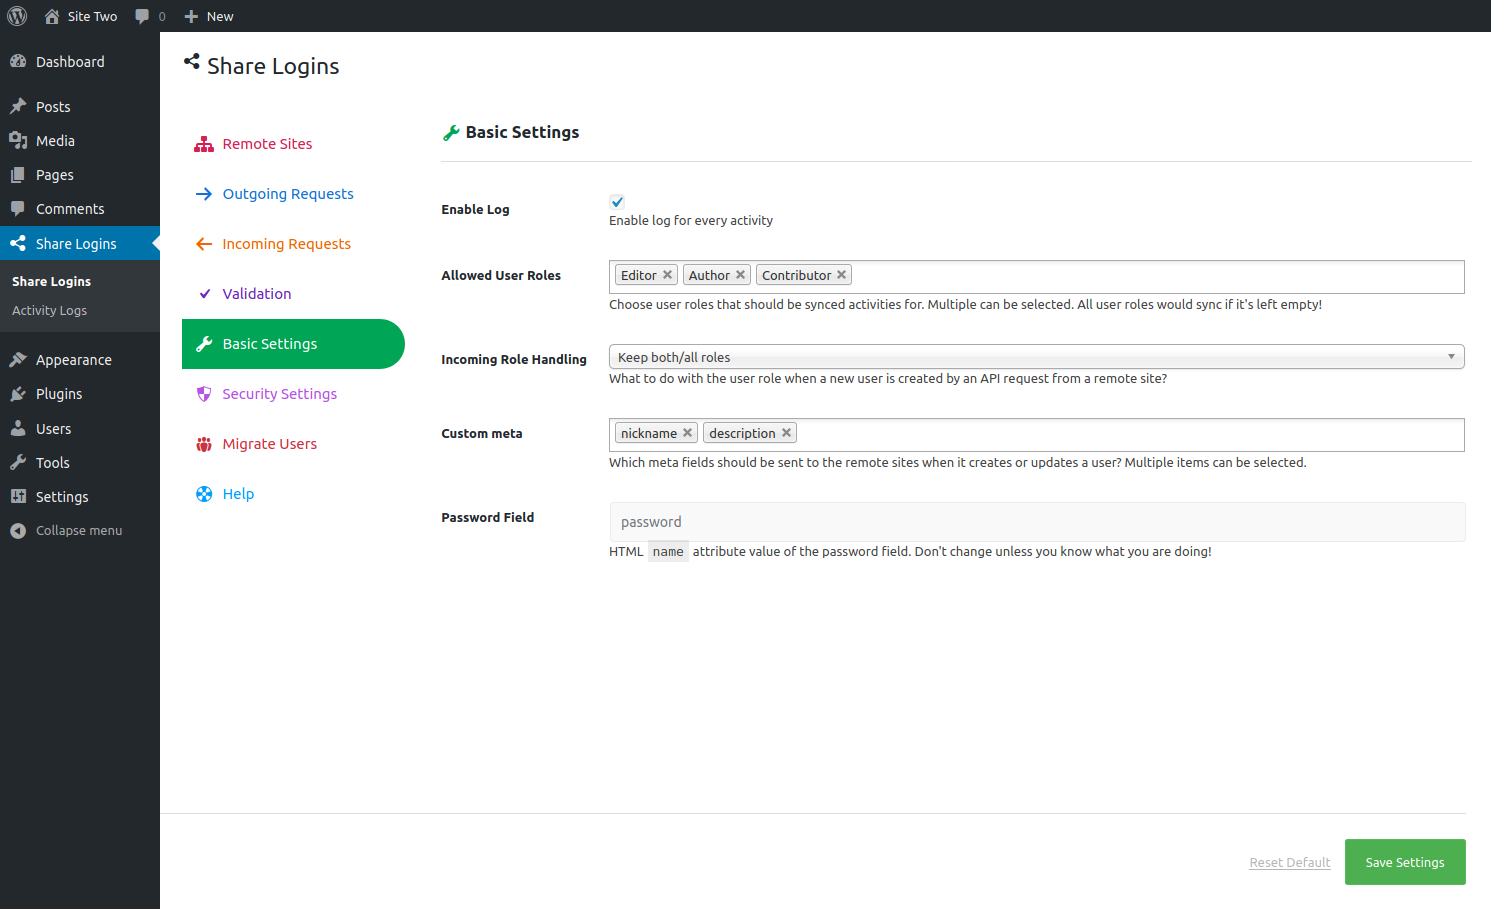 Site Two 0 New
Dashboard
Posts
Media
Pages
Comments
Share Logins
Share Logins
Activity Logs
Appearance
Plugins
Users
Tools
Settings
Collapse menu
Share Logins
Remote Sites
Outgoing Requests
Incoming Requests
Validation
Basic Settings
Security Settings
Migrate Users
Help
Basic Settings
Enable Log
Enable log for every activity
Allowed User Roles
Editor Author Contributor
Choose user roles that should be synced activities for. Multiple can be selected. All user roles would sync if it's left empty!
Incoming Role Handling
Keep both/all roles
What to do with the user role when a new user is created by an API request from a remote site?
Custom meta
nickname description
Which meta fields should be sent to the remote sites when it creates or updates a user? Multiple items can be selected.
Password Field
password
HTML name attribute value of the password field. Don't change unless you know what you are doing!
Reset Default
Save Settings